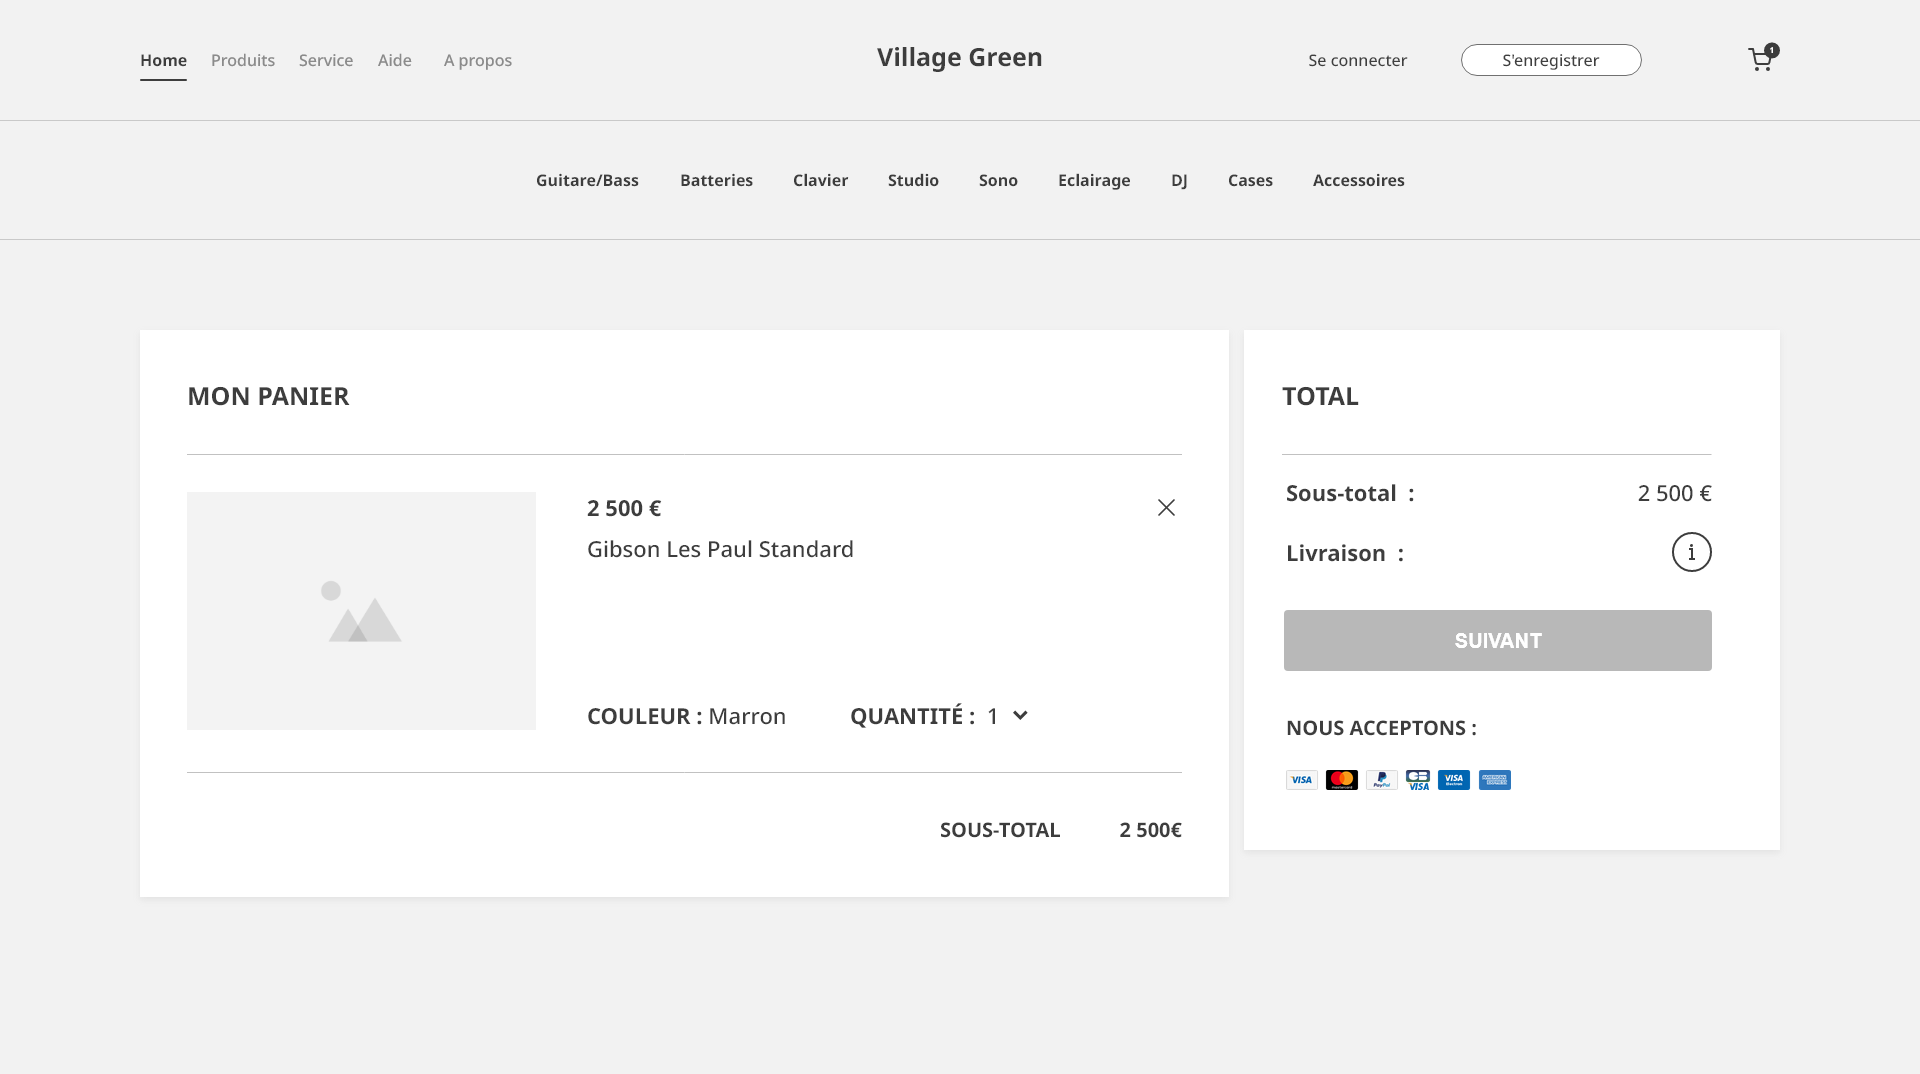 Home Produits Service Aide A propos
Village Green
Se connecter
S'enregistrer
1
Guitare/Bass Batteries Clavier Studio Sono Eclairage DJ Cases Accessoires
MON PANIER
2 500 €
Gibson Les Paul Standard
COULEUR : Marron QUANTITÉ : 1
SOUS-TOTAL 2 500€
TOTAL
Sous-total : 2 500 €
Livraison : i
SUIVANT
NOUS ACCEPTONS :
VISA PayPal VISA VISA